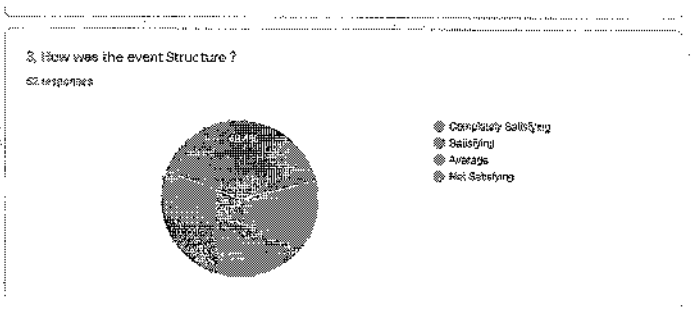 3. How was the event Structure ?
52 responses
Completely Satisfying
Satisfying
Average
Not Satisfying